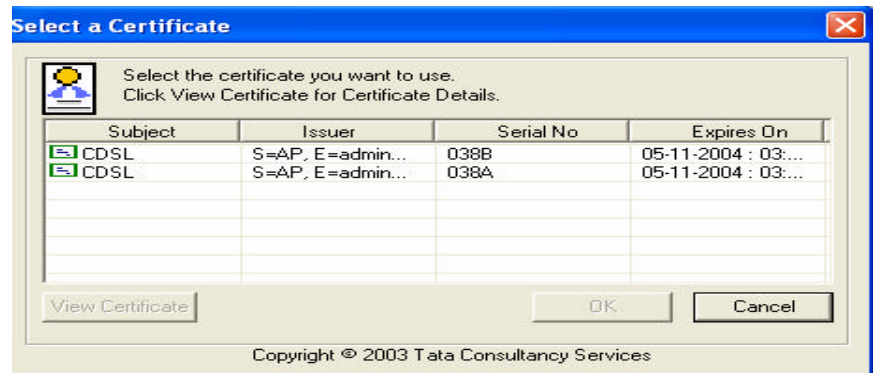 Select a Certificate
Select the certificate you want to use.
Click View Certificate for Certificate Details.
Subject Issuer Serial No Expires On
CDSL S=AP, E=admin... 038B 05-11-2004 : 03:...
CDSL S=AP, E=admin... 038A 05-11-2004 : 03:...
View Certificate OK Cancel
Copyright © 2003 Tata Consultancy Services